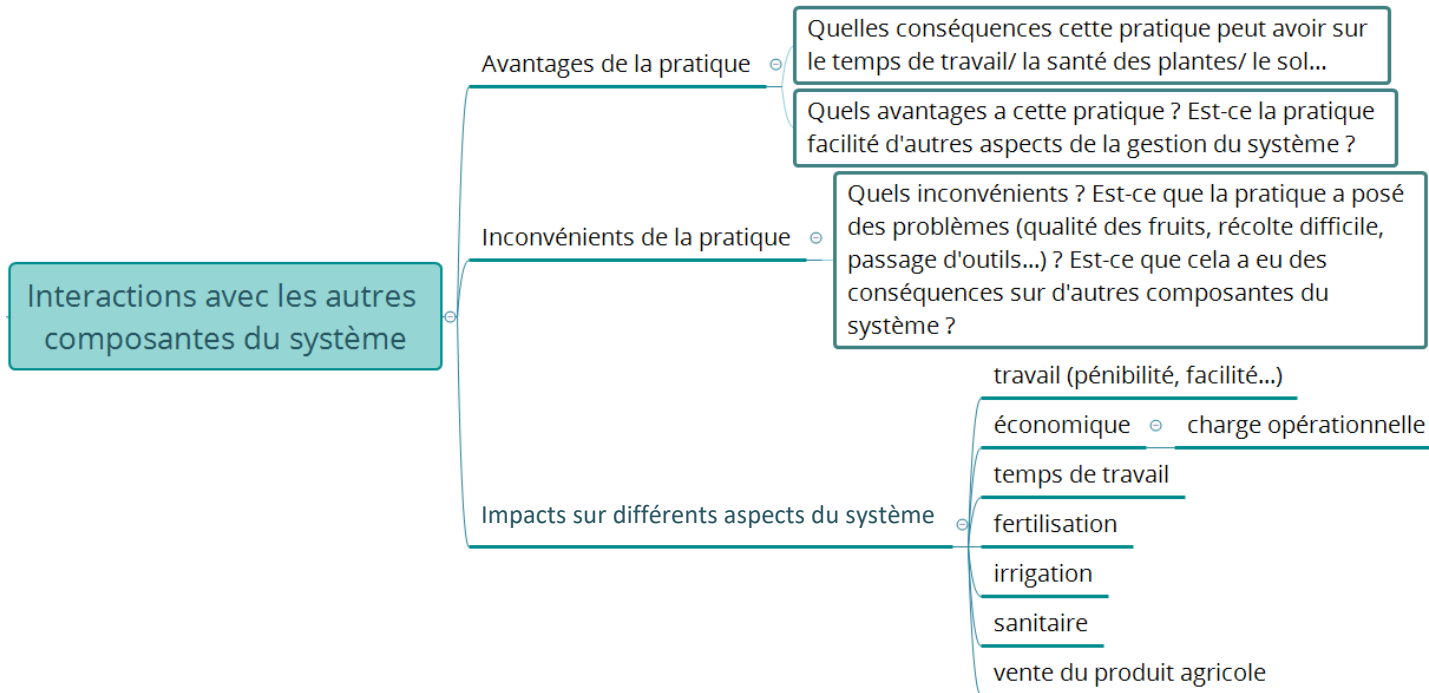 Interactions avec les autres
composantes du système
Avantages de la pratique
Quelles conséquences cette pratique peut avoir sur
le temps de travail/ la santé des plantes/ le sol...
Quels avantages a cette pratique ? Est-ce la pratique
facilité d'autres aspects de la gestion du système ?
Inconvénients de la pratique
Quels inconvénients ? Est-ce que la pratique a posé
des problèmes (qualité des fruits, récolte difficile,
passage d'outils...) ? Est-ce que cela a eu des
conséquences sur d'autres composantes du
système ?
Impacts sur différents aspects du système
travail (pénibilité, facilité...)
économique
charge opérationnelle
temps de travail
fertilisation
irrigation
sanitaire
vente du produit agricole